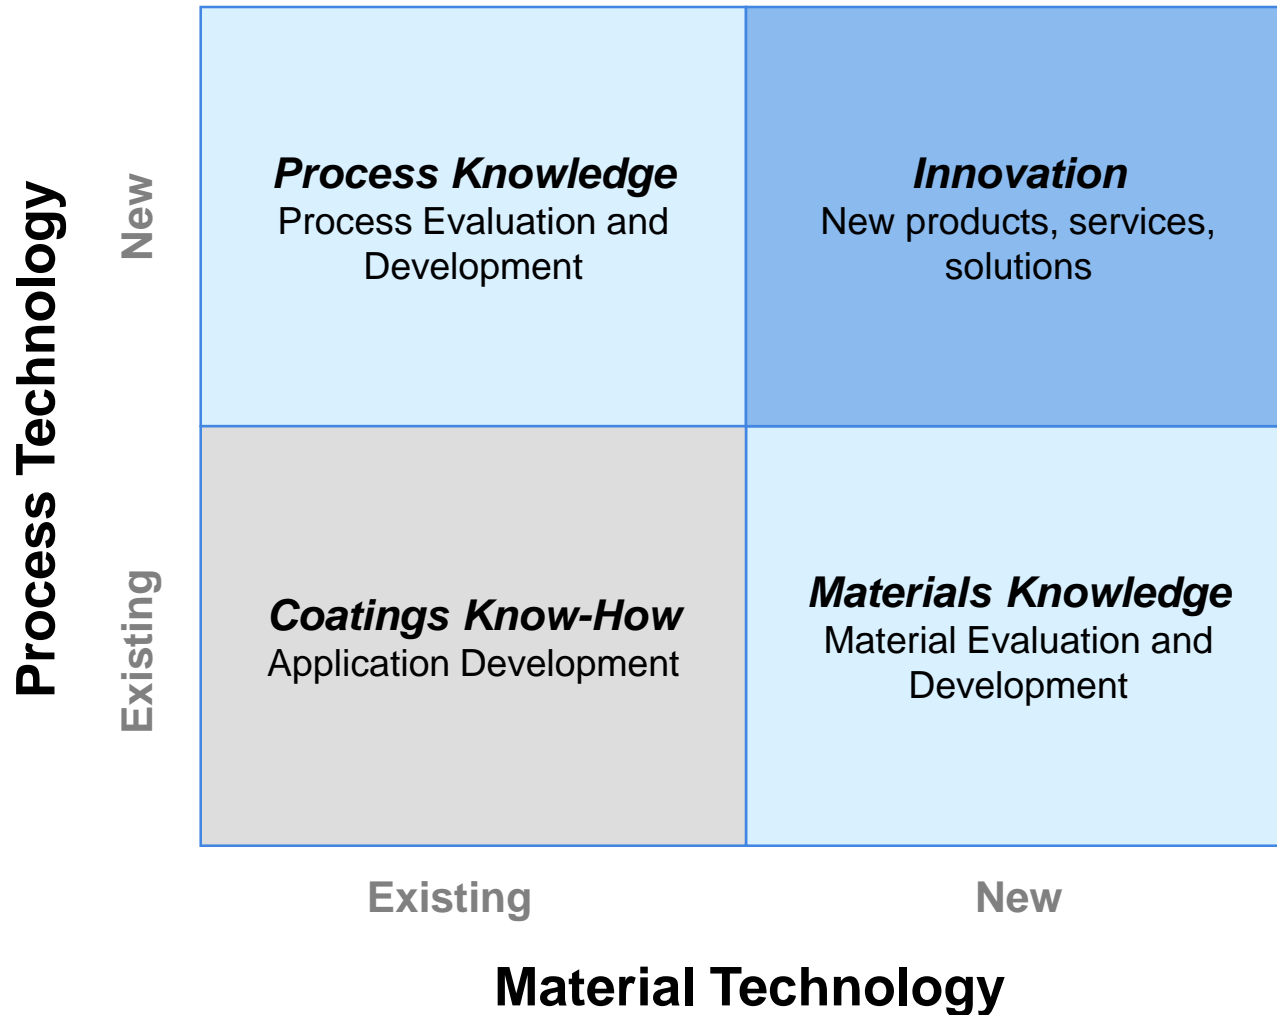 Process Technology
New
Existing
Process Knowledge
Process Evaluation and
Development
Innovation
New products, services,
solutions
Coatings Know-How
Application Development
Materials Knowledge
Material Evaluation and
Development
Existing
New
Material Technology